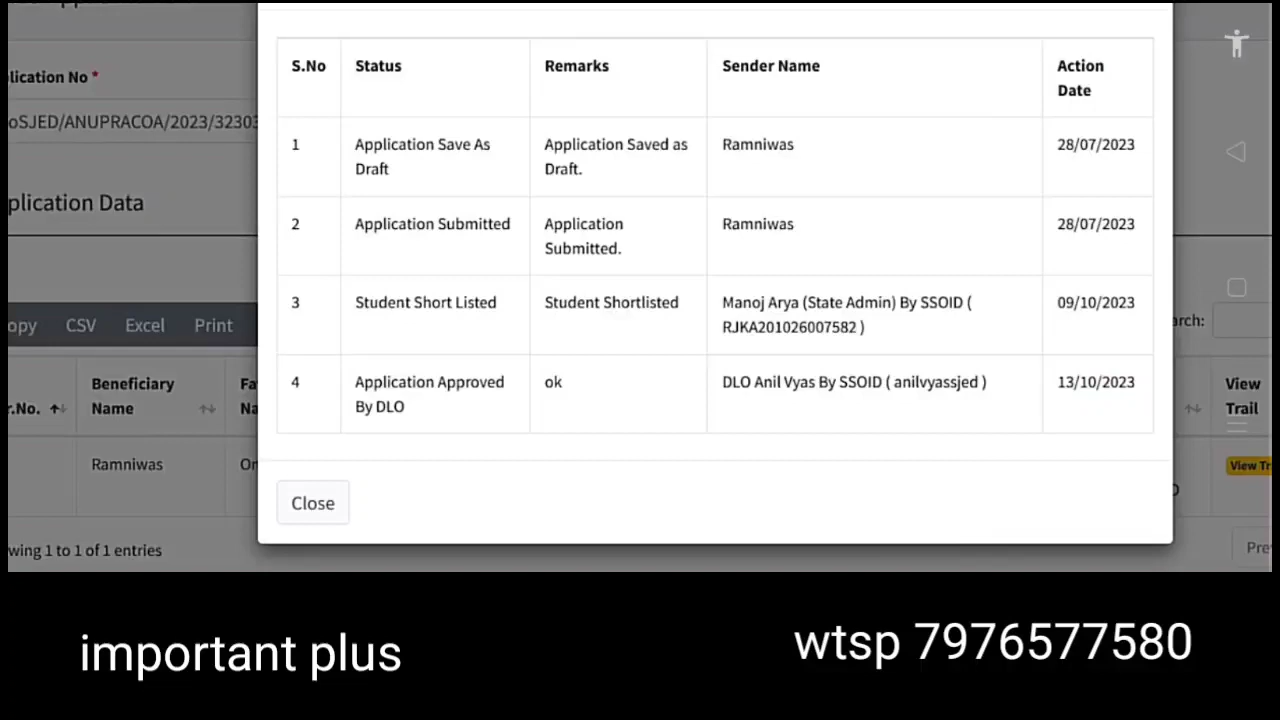 plication No *
oSJED/ANUPRACOA/2023/32303
plication Data
opy CSV Excel Print
arch:
r.No. Beneficiary Name Fa Na View Trail
Ramniwas Or View Tr
wing 1 to 1 of 1 entries
Pre
S.No Status Remarks Sender Name Action Date
1 Application Save As Draft Application Saved as Draft. Ramniwas 28/07/2023
2 Application Submitted Application Submitted. Ramniwas 28/07/2023
3 Student Short Listed Student Shortlisted Manoj Arya (State Admin) By SSOID ( RJKA201026007582 ) 09/10/2023
4 Application Approved By DLO ok DLO Anil Vyas By SSOID ( anilvyassjed ) 13/10/2023
Close
important plus
wtsp 7976577580